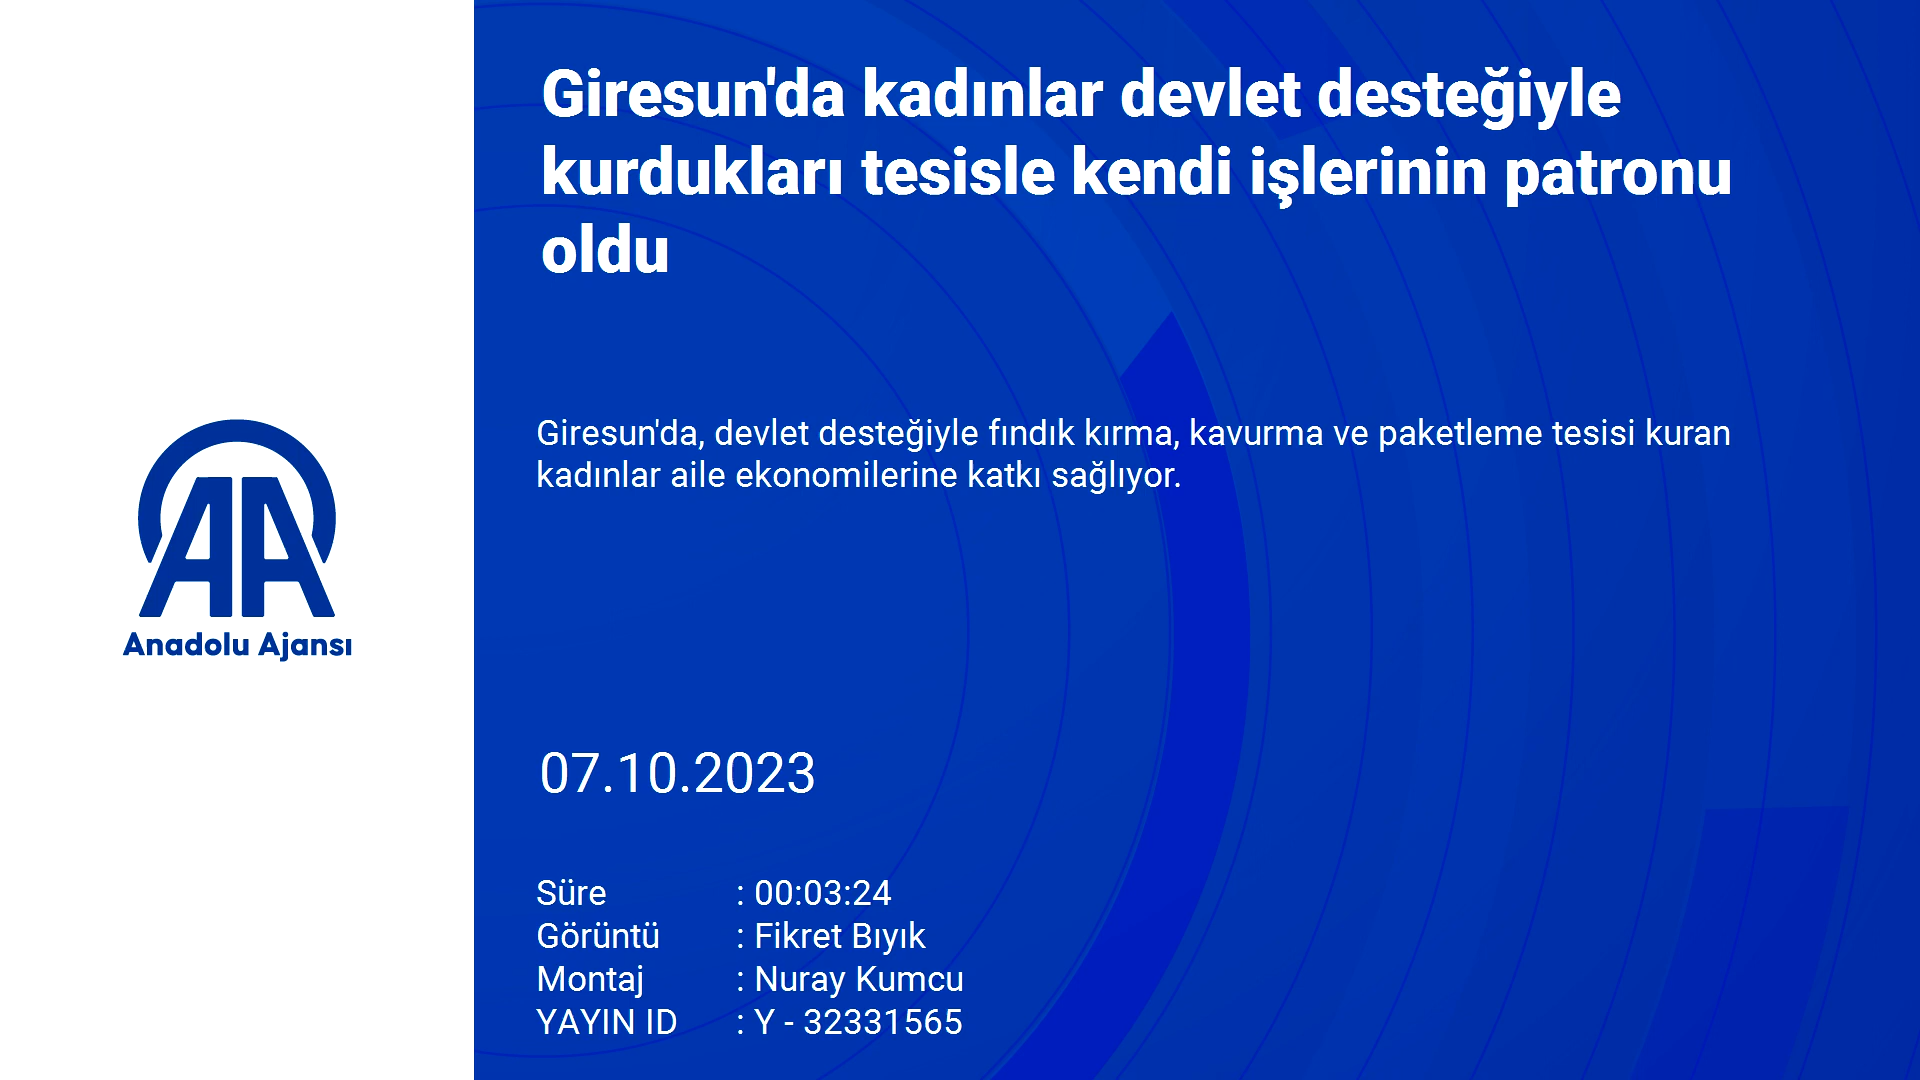 Giresun'da kadınlar devlet desteğiyle
kurdukları tesisle kendi işlerinin patronu
oldu
Giresun'da, devlet desteğiyle fındık kırma, kavurma ve paketleme tesisi kuran
kadınlar aile ekonomilerine katkı sağlıyor.
AA
Anadolu Ajansı
07.10.2023
Süre : 00:03:24
Görüntü : Fikret Bıyık
Montaj : Nuray Kumcu
YAYIN ID : Y - 32331565